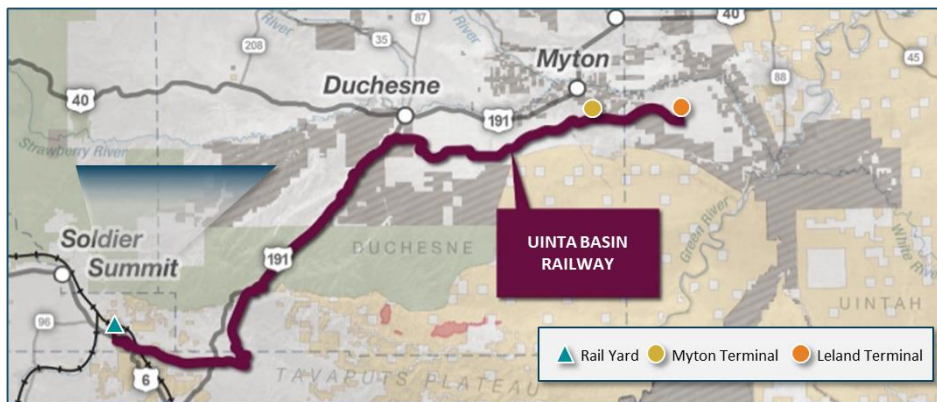 40
River
87
35
208
Duchesne
Myton
40
88
45
40
191
Strawberry River
Soldier
Summit
191
DUCHESNE
UINTA BASIN
RAILWAY
Green River
White River
UINTAH
96
6
TAVAPUTS PLATEAU
Rail Yard
Myton Terminal
Leland Terminal